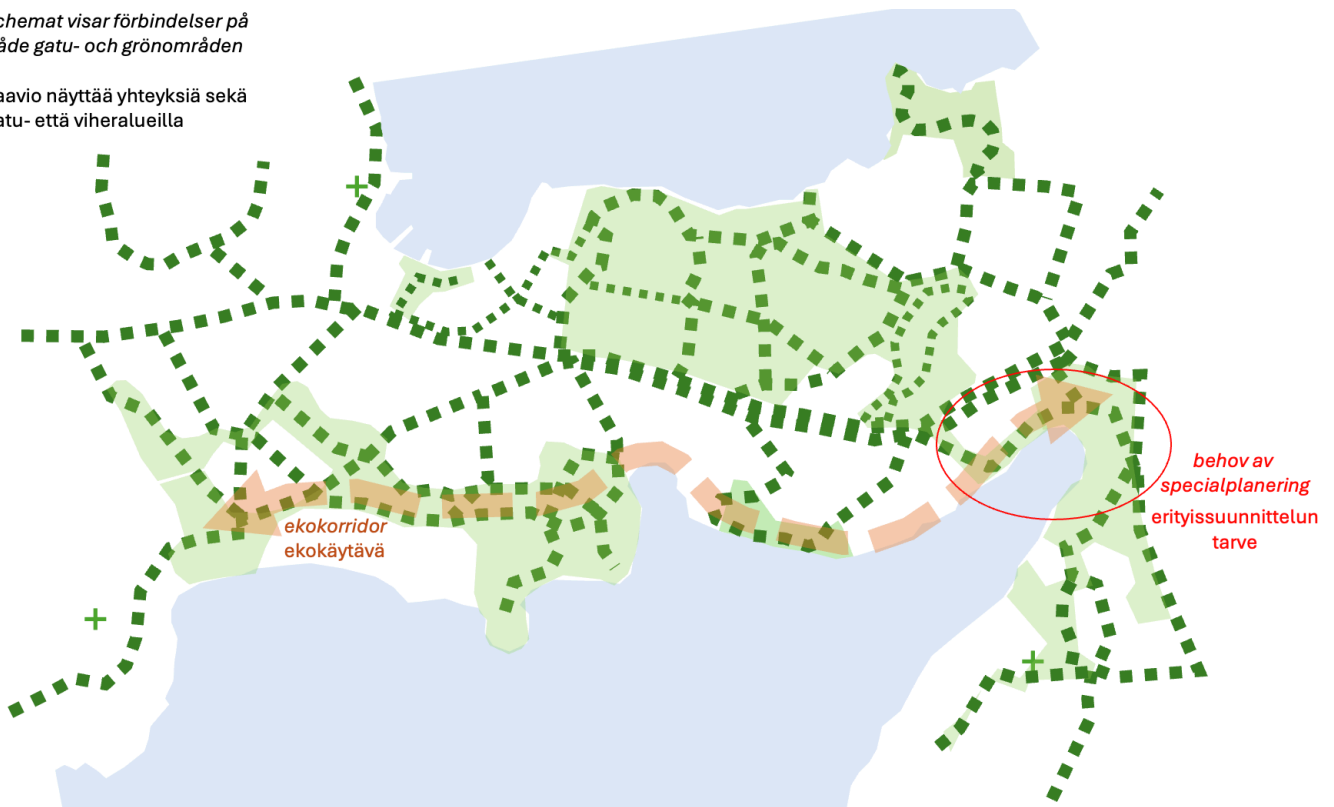 chemat visar förbindelser på
åde gatu- och grönområden
aavio näyttää yhteyksiä sekä
atu- että viheralueilla
ekokorridor
ekokäytävä
behov av
specialplanering
erityissuunnittelun
tarve